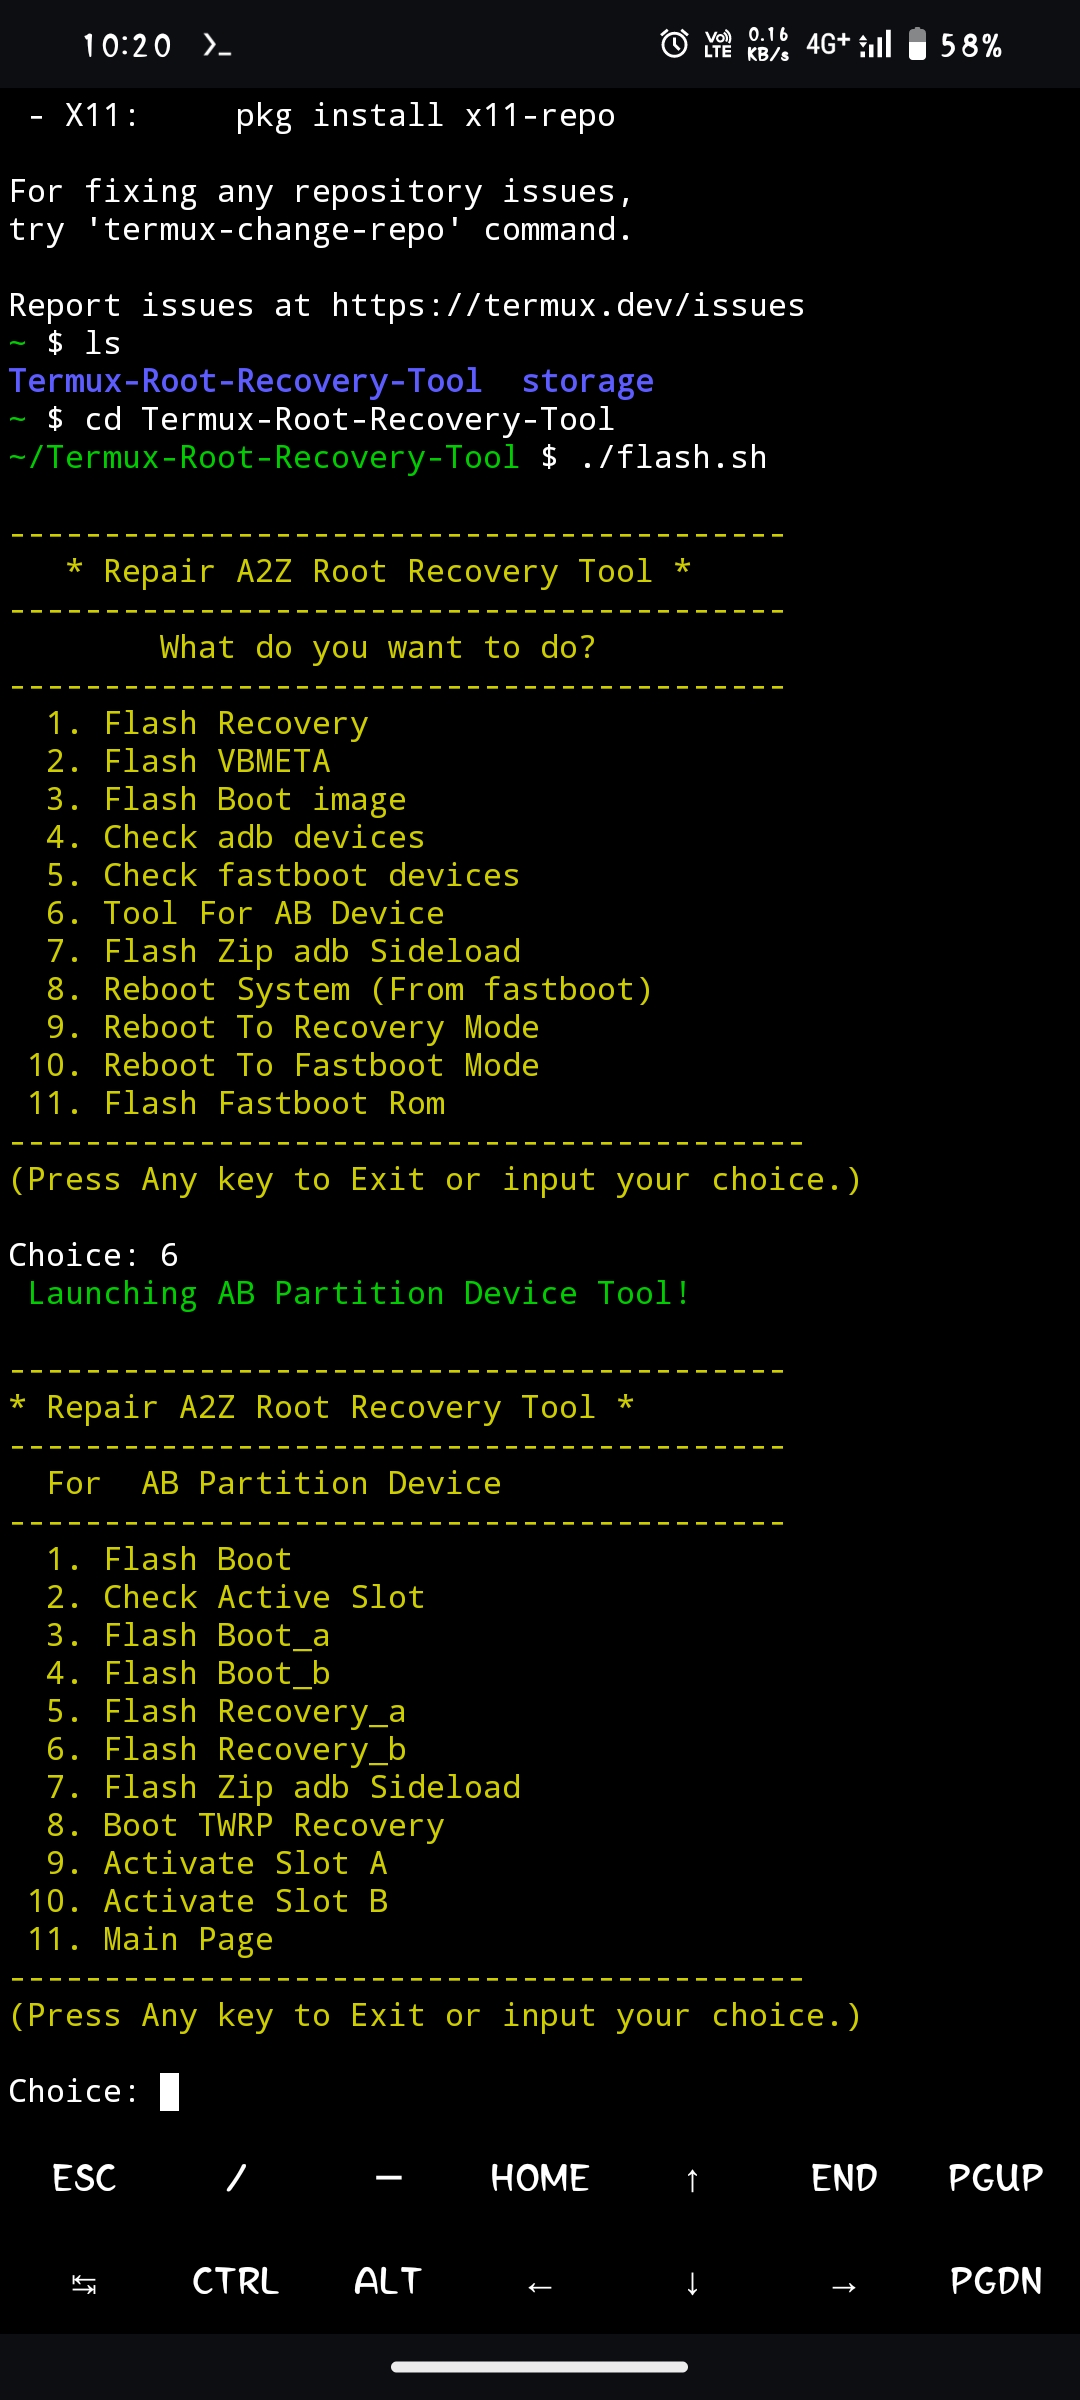 10:20 >_ Vo)) LTE 0.16 KB/s 4G+ 58%
- X11: pkg install x11-repo
For fixing any repository issues,
try 'termux-change-repo' command.
Report issues at https://termux.dev/issues
~ $ ls
Termux-Root-Recovery-Tool storage
~ $ cd Termux-Root-Recovery-Tool
~/Termux-Root-Recovery-Tool $ ./flash.sh
-----------------------------------------
* Repair A2Z Root Recovery Tool *
-----------------------------------------
What do you want to do?
-----------------------------------------
1. Flash Recovery
2. Flash VBMETA
3. Flash Boot image
4. Check adb devices
5. Check fastboot devices
6. Tool For AB Device
7. Flash Zip adb Sideload
8. Reboot System (From fastboot)
9. Reboot To Recovery Mode
10. Reboot To Fastboot Mode
11. Flash Fastboot Rom
------------------------------------------
(Press Any key to Exit or input your choice.)
Choice: 6
Launching AB Partition Device Tool!
-----------------------------------------
* Repair A2Z Root Recovery Tool *
-----------------------------------------
For  AB Partition Device
-----------------------------------------
1. Flash Boot
2. Check Active Slot
3. Flash Boot_a
4. Flash Boot_b
5. Flash Recovery_a
6. Flash Recovery_b
7. Flash Zip adb Sideload
8. Boot TWRP Recovery
9. Activate Slot A
10. Activate Slot B
11. Main Page
------------------------------------------
(Press Any key to Exit or input your choice.)
Choice:
ESC / — HOME ↑ END PGUP
↹ CTRL ALT ← ↓ → PGDN